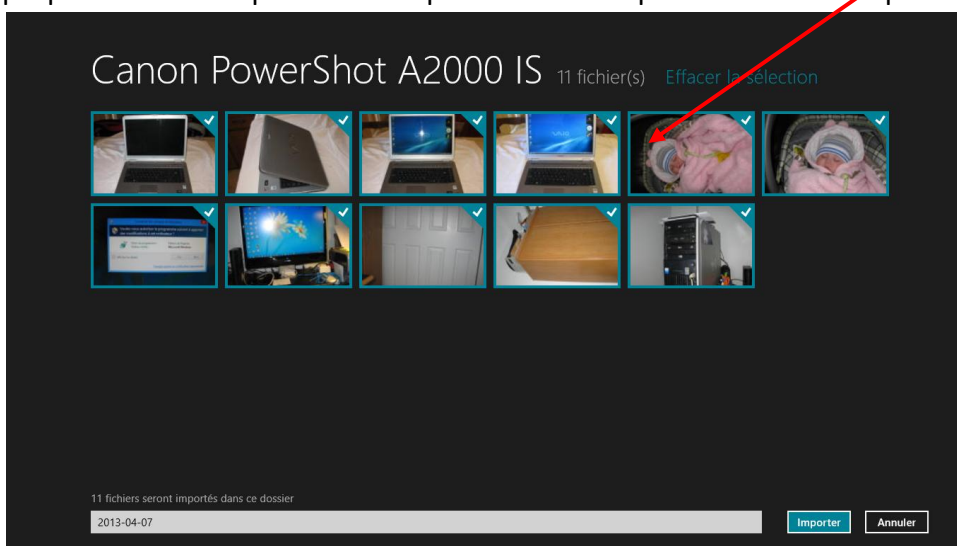 Canon PowerShot A2000 IS 11 fichier(s) Effacer la sélection
11 fichiers seront importés dans ce dossier
2013-04-07
Importer Annuler